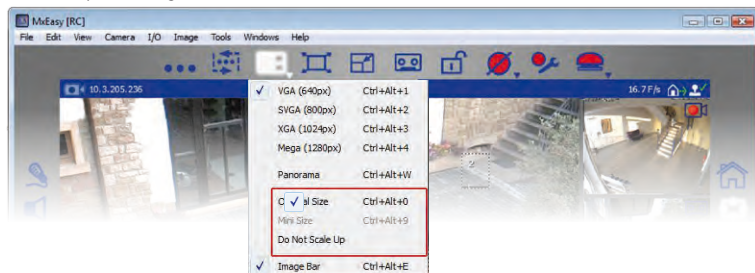 MxEasy [RC]
File Edit View Camera I/O Image Tools Windows Help
10.3.205.236
16.7 F/s
VGA (640px) Ctrl+Alt+1
SVGA (800px) Ctrl+Alt+2
XGA (1024px) Ctrl+Alt+3
Mega (1280px) Ctrl+Alt+4
Panorama Ctrl+Alt+W
Size Ctrl+Alt+0
Mini Size Ctrl+Alt+9
Do Not Scale Up
Image Bar Ctrl+Alt+E